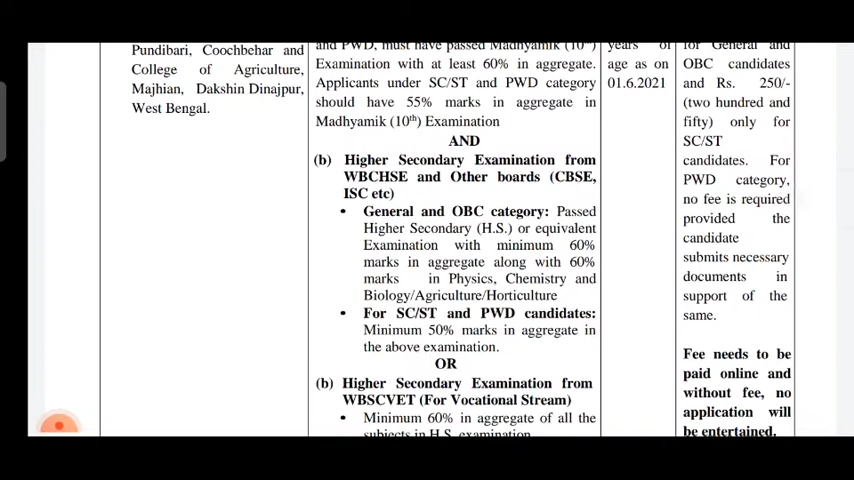 Pundibari, Coochbehar and
College of Agriculture,
Majhian, Dakshin Dinajpur,
West Bengal.
and PWD, must have passed Madhyamik (10th)
Examination with at least 60% in aggregate.
Applicants under SC/ST and PWD category
should have 55% marks in aggregate in
Madhyamik (10th) Examination
AND
(b) Higher Secondary Examination from
WBCHSE and Other boards (CBSE,
ISC etc)
• General and OBC category: Passed
Higher Secondary (H.S.) or equivalent
Examination with minimum 60%
marks in aggregate along with 60%
marks in Physics, Chemistry and
Biology/Agriculture/Horticulture
• For SC/ST and PWD candidates:
Minimum 50% marks in aggregate in
the above examination.
OR
(b) Higher Secondary Examination from
WBSCVET (For Vocational Stream)
• Minimum 60% in aggregate of all the
subjects in H.S. examination
years of
age as on
01.6.2021
for General and
OBC candidates
and Rs. 250/-
(two hundred and
fifty) only for
SC/ST
candidates. For
PWD category,
no fee is required
provided the
candidate
submits necessary
documents in
support of the
same.
Fee needs to be
paid online and
without fee, no
application will
be entertained.